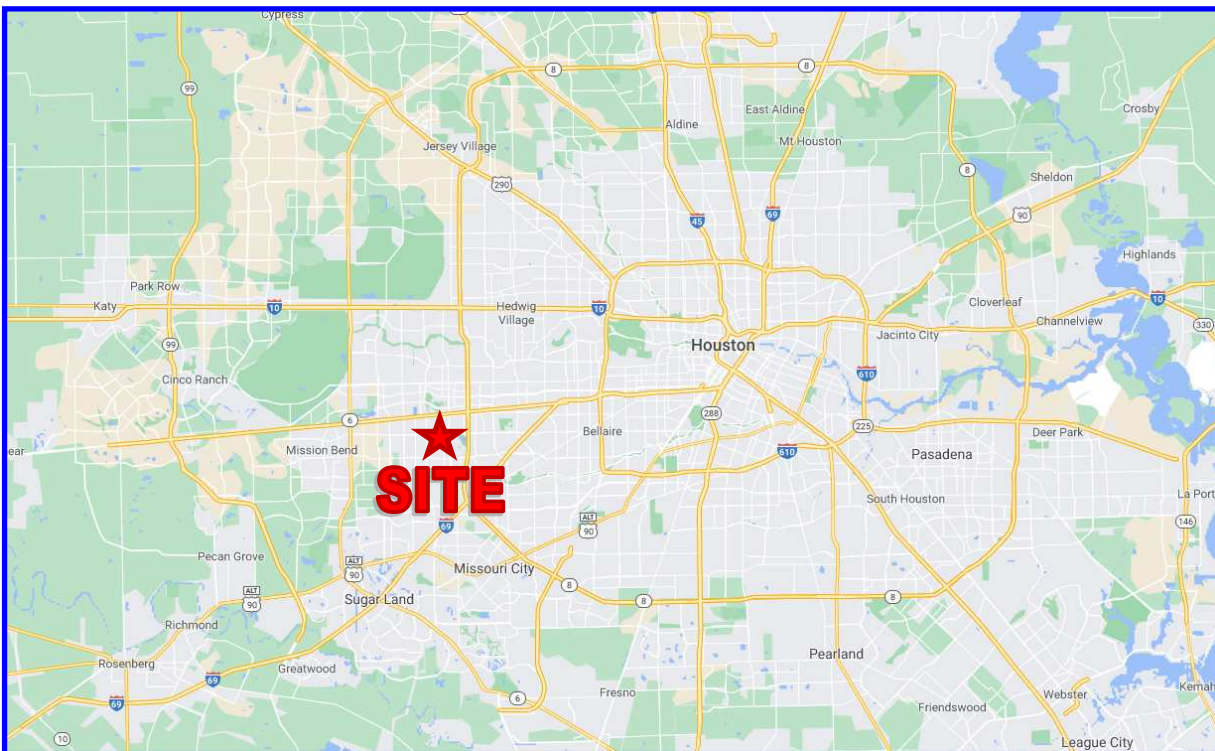 Cypress
8
8
99
East Aldine
Crosby
Aldine
Mt Houston
Jersey Village
8
290
Sheldon
45
69
90
Highlands
Park Row
Katy
10
Hedwig
Village
10
Cloverleaf
10
Channelview
330
99
Houston
Jacinto City
Cinco Ranch
610
6
288
225
Bellaire
Deer Park
ear
Mission Bend
610
Pasadena
SITE
South Houston
La Port
69
ALT
90
146
Pecan Grove
ALT
90
Missouri City
8
ALT
90
Sugar Land
8
8
Richmond
Rosenberg
Greatwood
69
Pearland
69
6
Fresno
Webster
Kemah
Friendswood
10
League City